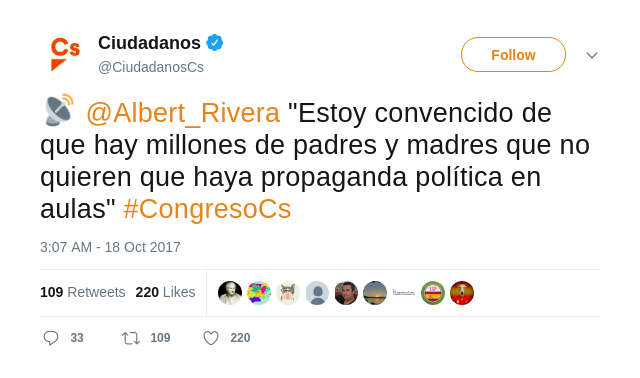 Cs
Ciudadanos
@CiudadanosCs
Follow
@Albert_Rivera "Estoy convencido de
que hay millones de padres y madres que no
quieren que haya propaganda política en
aulas" #CongresoCs
3:07 AM - 18 Oct 2017
109 Retweets 220 Likes
33 109 220